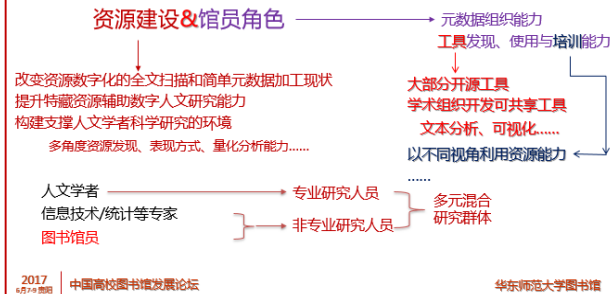 资源建设&馆员角色
元数据组织能力
工具发现、使用与培训能力
改变资源数字化的全文扫描和简单元数据加工现状
提升特藏资源辅助数字人文研究能力
构建支撑人文学者科学研究的环境
多角度资源发现、表现方式、量化分析能力……
大部分开源工具
学术组织开发可共享工具
文本分析、可视化……
以不同视角利用资源能力
……
人文学者
信息技术/统计等专家
图书馆员
专业研究人员
非专业研究人员
多元混合
研究群体
2017
6月7-9 贵阳
中国高校图书馆发展论坛
华东师范大学图书馆